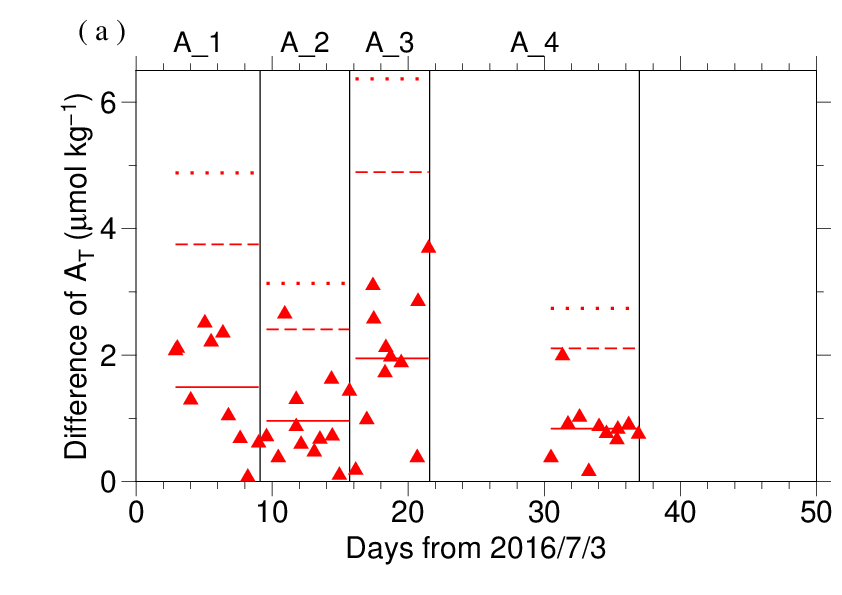 ( a )
A_1 A_2 A_3 A_4
6
4
2
0
Difference of A_T (μmol kg⁻¹)
0 10 20 30 40 50
Days from 2016/7/3